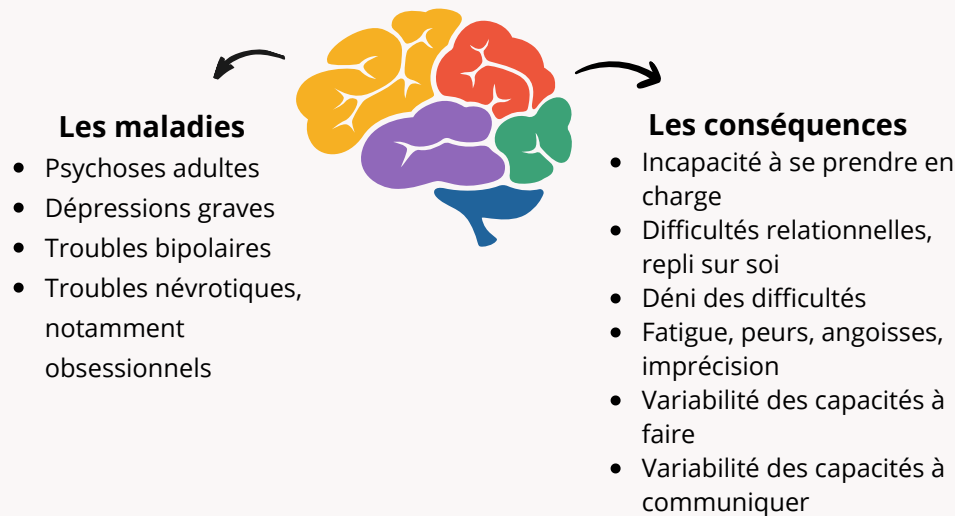 Les maladies
• Psychoses adultes
• Dépressions graves
• Troubles bipolaires
• Troubles névrotiques,
notamment
obsessionnels
Les conséquences
• Incapacité à se prendre en
charge
• Difficultés relationnelles,
repli sur soi
• Déni des difficultés
• Fatigue, peurs, angoisses,
imprécision
• Variabilité des capacités à
faire
• Variabilité des capacités à
communiquer